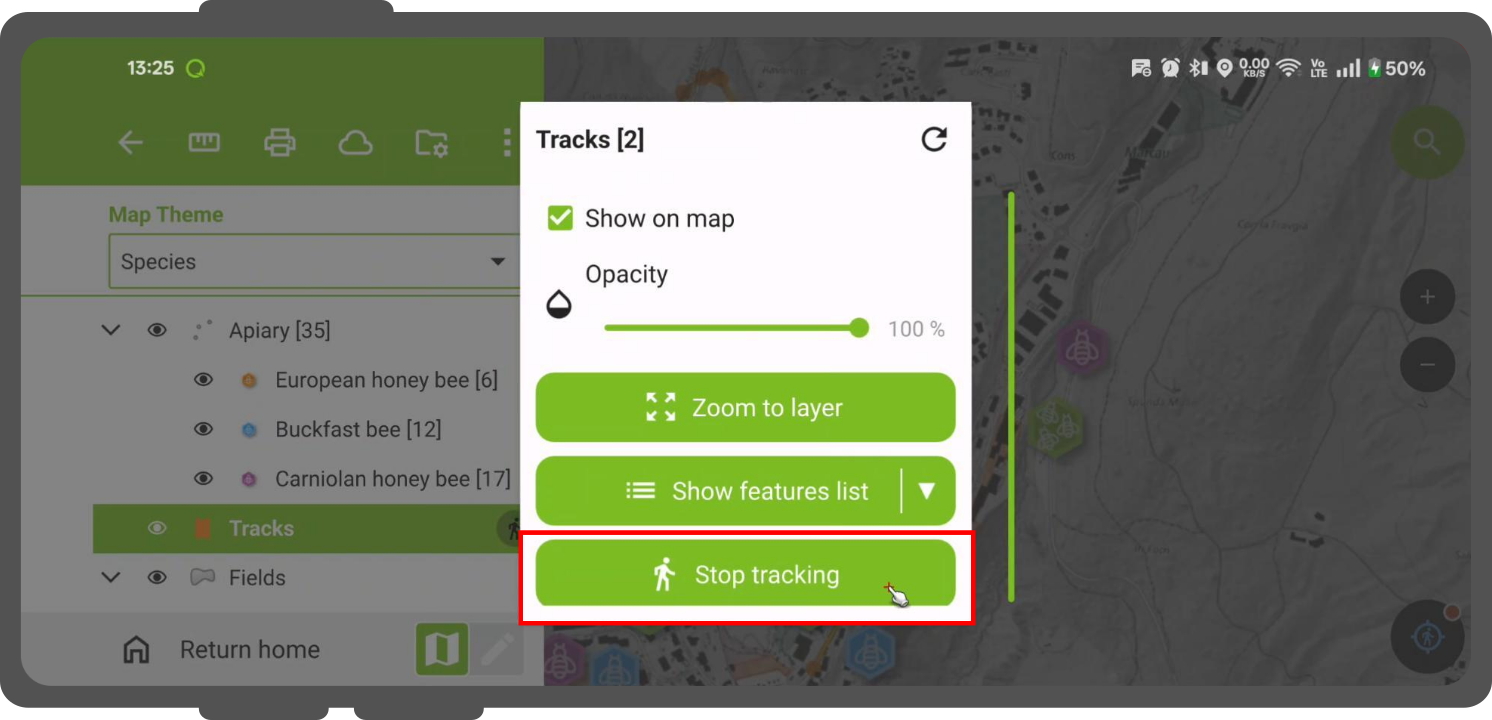 13:25
0.00
KB/S
Vo
LTE
50%
Map Theme
Species
Apiary [35]
European honey bee [6]
Buckfast bee [12]
Carniolan honey bee [17]
Tracks
Fields
Return home
Tracks [2]
Show on map
Opacity
100 %
Zoom to layer
Show features list
Stop tracking
Com